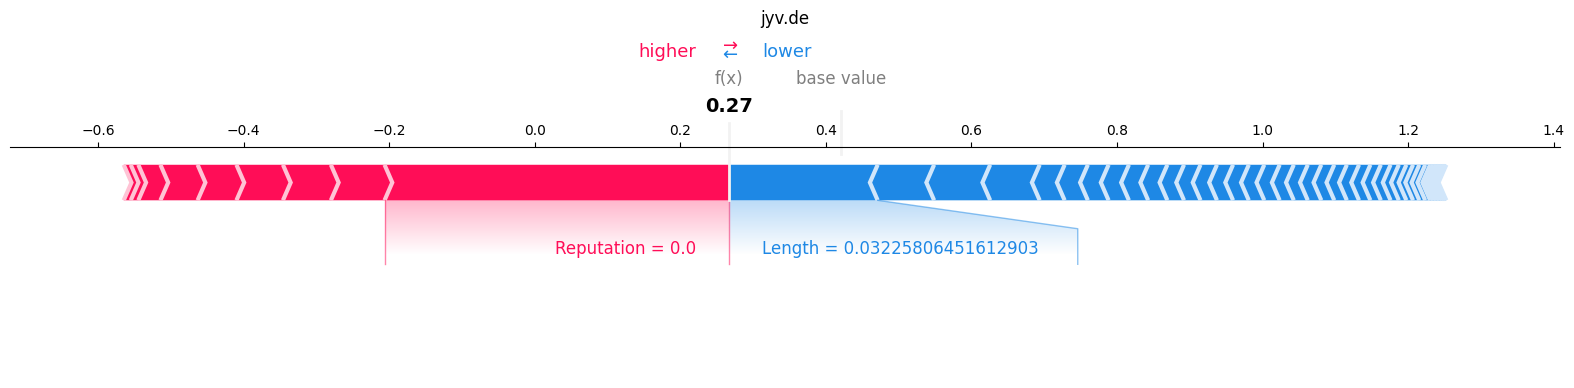 jyv.de
higher ⇄ lower
f(x) base value
0.27
−0.6 −0.4 −0.2 0.0 0.2 0.4 0.6 0.8 1.0 1.2 1.4
Reputation = 0.0 Length = 0.03225806451612903